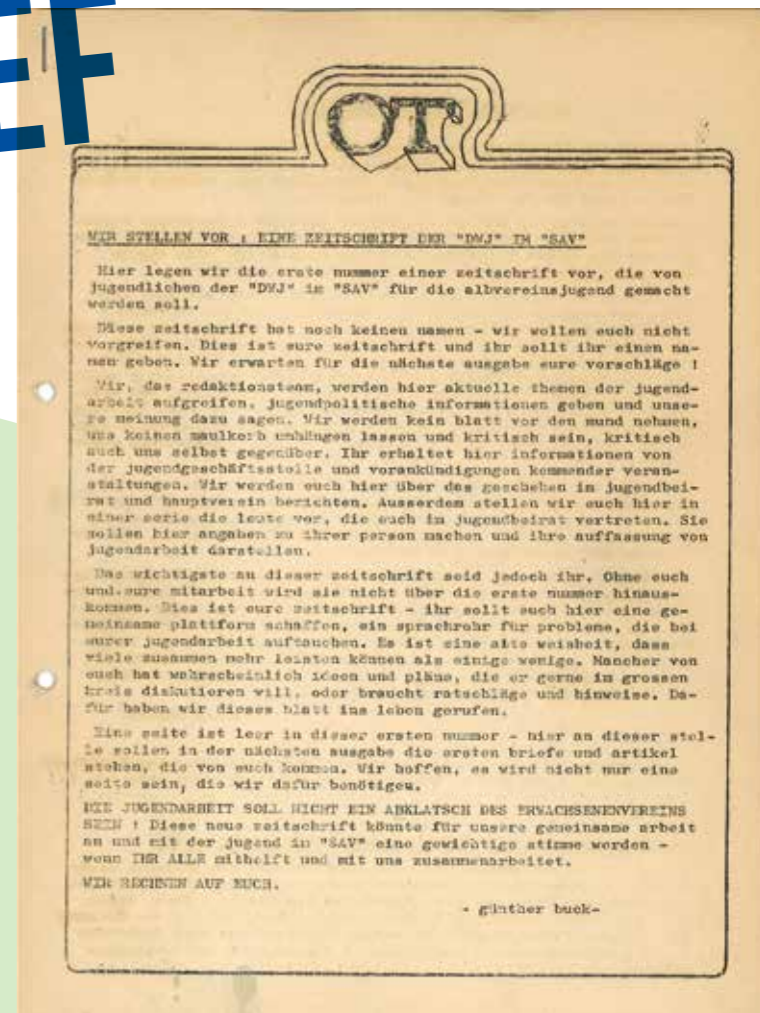 EF
OT
WIR STELLEN VOR : EINE ZEITSCHRIFT DER "DWJ" IM "SAV"
Hier legen wir die erste nummer einer zeitschrift vor, die von
jugendlichen der "DWJ" im "SAV" für die albvereinsjugend gemacht
werden soll.
Diese zeitschrift hat noch keinen namen - wir wollen euch nicht
vorgreifen. Dies ist eure zeitschrift und ihr sollt ihr einen na-
men geben. Wir erwarten für die nächste ausgabe eure vorschläge !
Wir, das redaktionsteam, werden hier aktuelle themen der jugend-
arbeit aufgreifen, jugendpolitische informationen geben und unse-
re meinung dazu sagen. Wir werden kein blatt vor den mund nehmen,
uns keinen maulkorb umhängen lassen und kritisch sein, kritisch
auch uns selbst gegenüber. Ihr erhaltet hier informationen von
der jugendgeschäftsstelle und vorankündigungen kommender veran-
staltungen. Wir werden euch hier über das geschehen in jugendbei-
rat und hauptverein berichten. Ausserdem stellen wir euch hier in
einer serie die leute vor, die euch im jugendbeirat vertreten. Sie
sollen hier angaben zu ihrer person machen und ihre auffassung von
jugendarbeit darstellen.
Das wichtigste an dieser zeitschrift seid jedoch ihr. Ohne euch
und eure mitarbeit wird sie nicht über die erste nummer hinaus-
kommen. Dies ist eure zeitschrift - ihr sollt euch hier eine ge-
meinsame plattform schaffen, ein sprachrohr für probleme, die bei
eurer jugendarbeit auftauchen. Es ist eine alte weisheit, dass
viele zusammen mehr leisten können als einige wenige. Mancher von
euch hat wahrscheinlich ideen und pläne, die er gerne im grossen
kreis diskutieren will, oder braucht ratschläge und hinweise. Da-
für haben wir dieses blatt ins leben gerufen.
Eine seite ist leer in dieser ersten nummer - hier an dieser stel-
le sollen in der nächsten ausgabe die ersten briefe und artikel
stehen, die von euch kommen. Wir hoffen, es wird nicht nur eine
seite sein, die wir dafür benötigen.
DIE JUGENDARBEIT SOLL NICHT EIN ABKLATSCH DES ERWACHSENENVEREINS
SEIN ! Diese neue zeitschrift könnte für unsere gemeinsame arbeit
an und mit der jugend in "SAV" eine gewichtige stimme werden -
wenn IHR ALLE mithelft und mit uns zusammenarbeitet.
WIR RECHNEN AUF EUCH.
- günther buck-